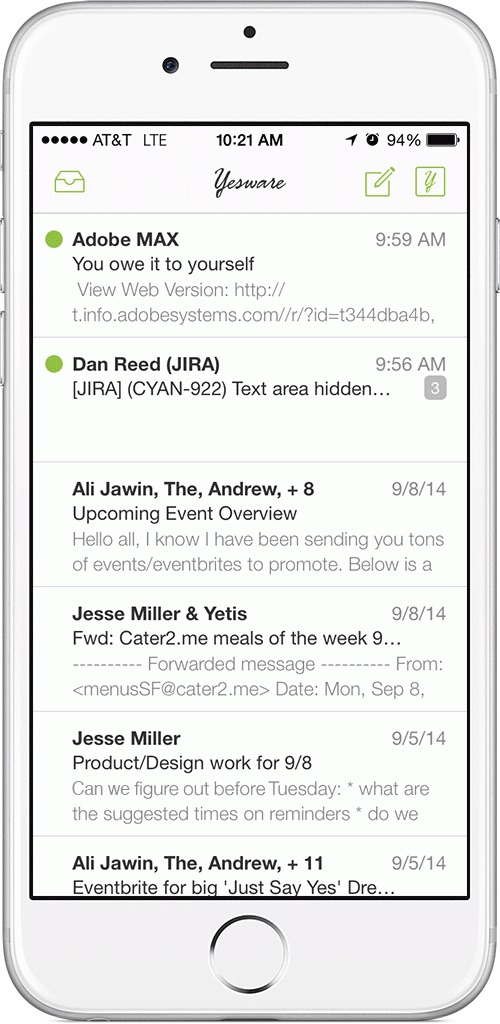 ●●●●● AT&T LTE 10:21 AM 94%
Yesware
Y
Adobe MAX 9:59 AM
You owe it to yourself
View Web Version: http://
t.info.adobesystems.com//r/?id=t344dba4b,
Dan Reed (JIRA) 9:56 AM
[JIRA] (CYAN-922) Text area hidden… 3
Ali Jawin, The, Andrew, + 8 9/8/14
Upcoming Event Overview
Hello all, I know I have been sending you tons
of events/eventbrites to promote. Below is a
Jesse Miller & Yetis 9/8/14
Fwd: Cater2.me meals of the week 9…
---------- Forwarded message ---------- From:
<menusSF@cater2.me> Date: Mon, Sep 8,
Jesse Miller 9/5/14
Product/Design work for 9/8
Can we figure out before Tuesday: * what are
the suggested times on reminders * do we
Ali Jawin, The, Andrew, + 11 9/5/14
Eventbrite for big 'Just Say Yes' Dre…